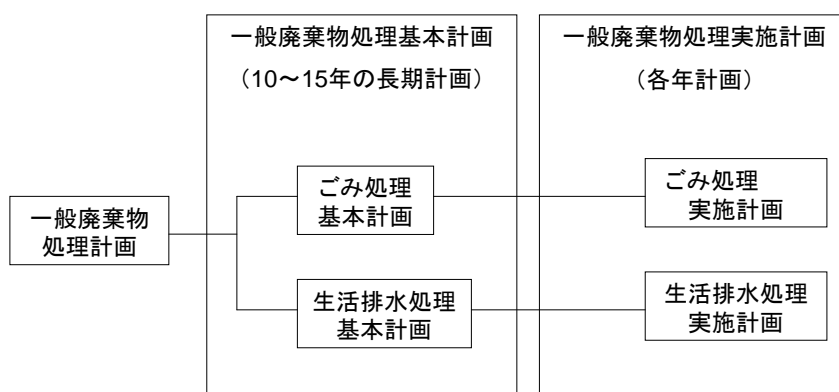 一般廃棄物処理基本計画
（10～15年の長期計画）
一般廃棄物処理実施計画
（各年計画）
一般廃棄物
処理計画
ごみ処理
基本計画
ごみ処理
実施計画
生活排水処理
基本計画
生活排水処理
実施計画